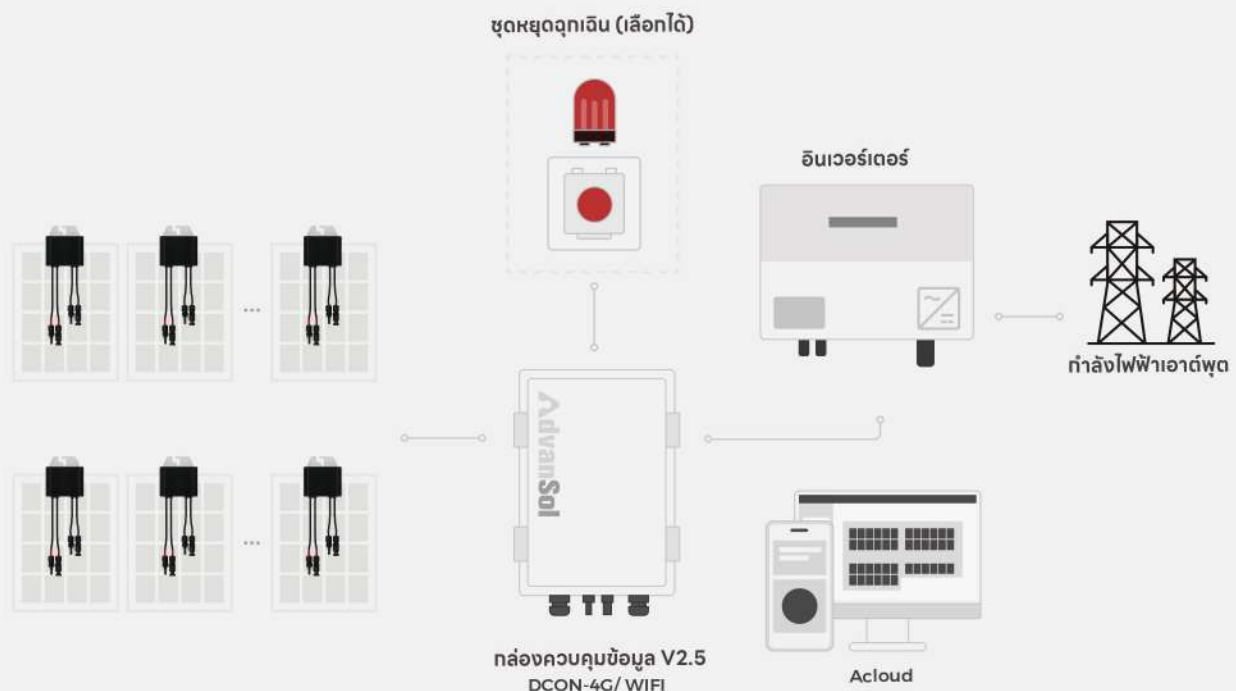 ชุดหยุดฉุกเฉิน (เลือกได้)
อินเวอร์เตอร์
กำลังไฟฟ้าเอาต์พุต
AdvanSol
กล่องควบคุมข้อมูล V2.5
DCON-4G/ WIFI
Acloud